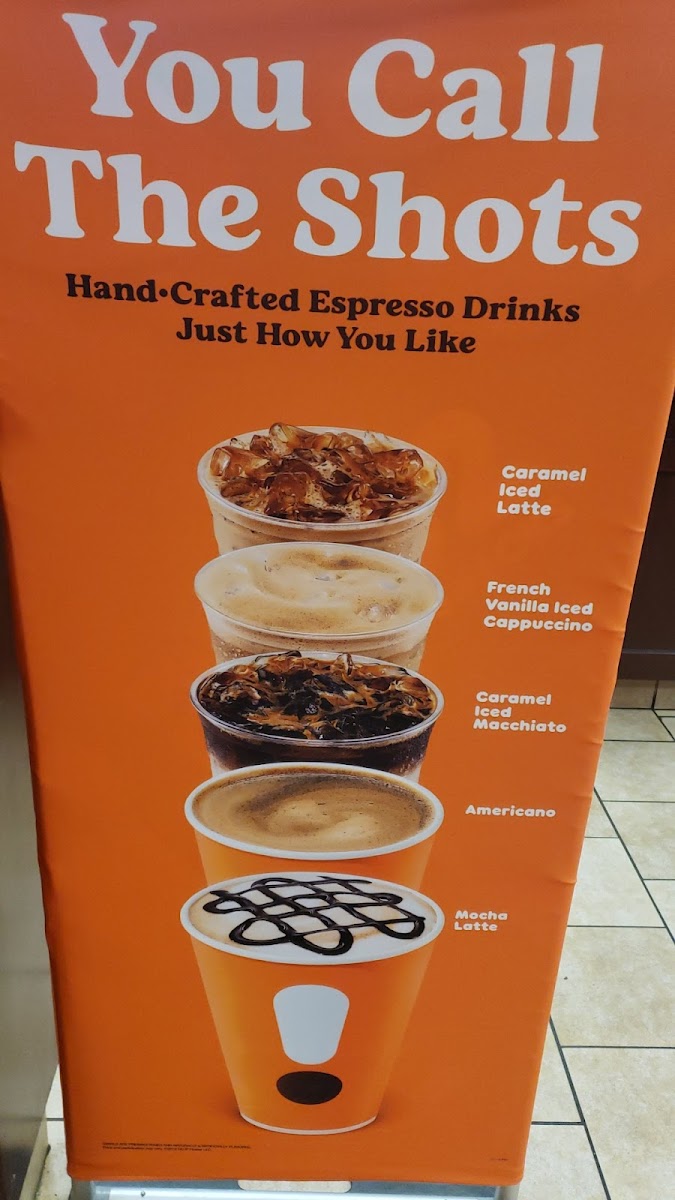 You Call
The Shots
Hand•Crafted Espresso Drinks
Just How You Like
Caramel
Iced
Latte
French
Vanilla Iced
Cappuccino
Caramel
Iced
Macchiato
Americano
Mocha
Latte